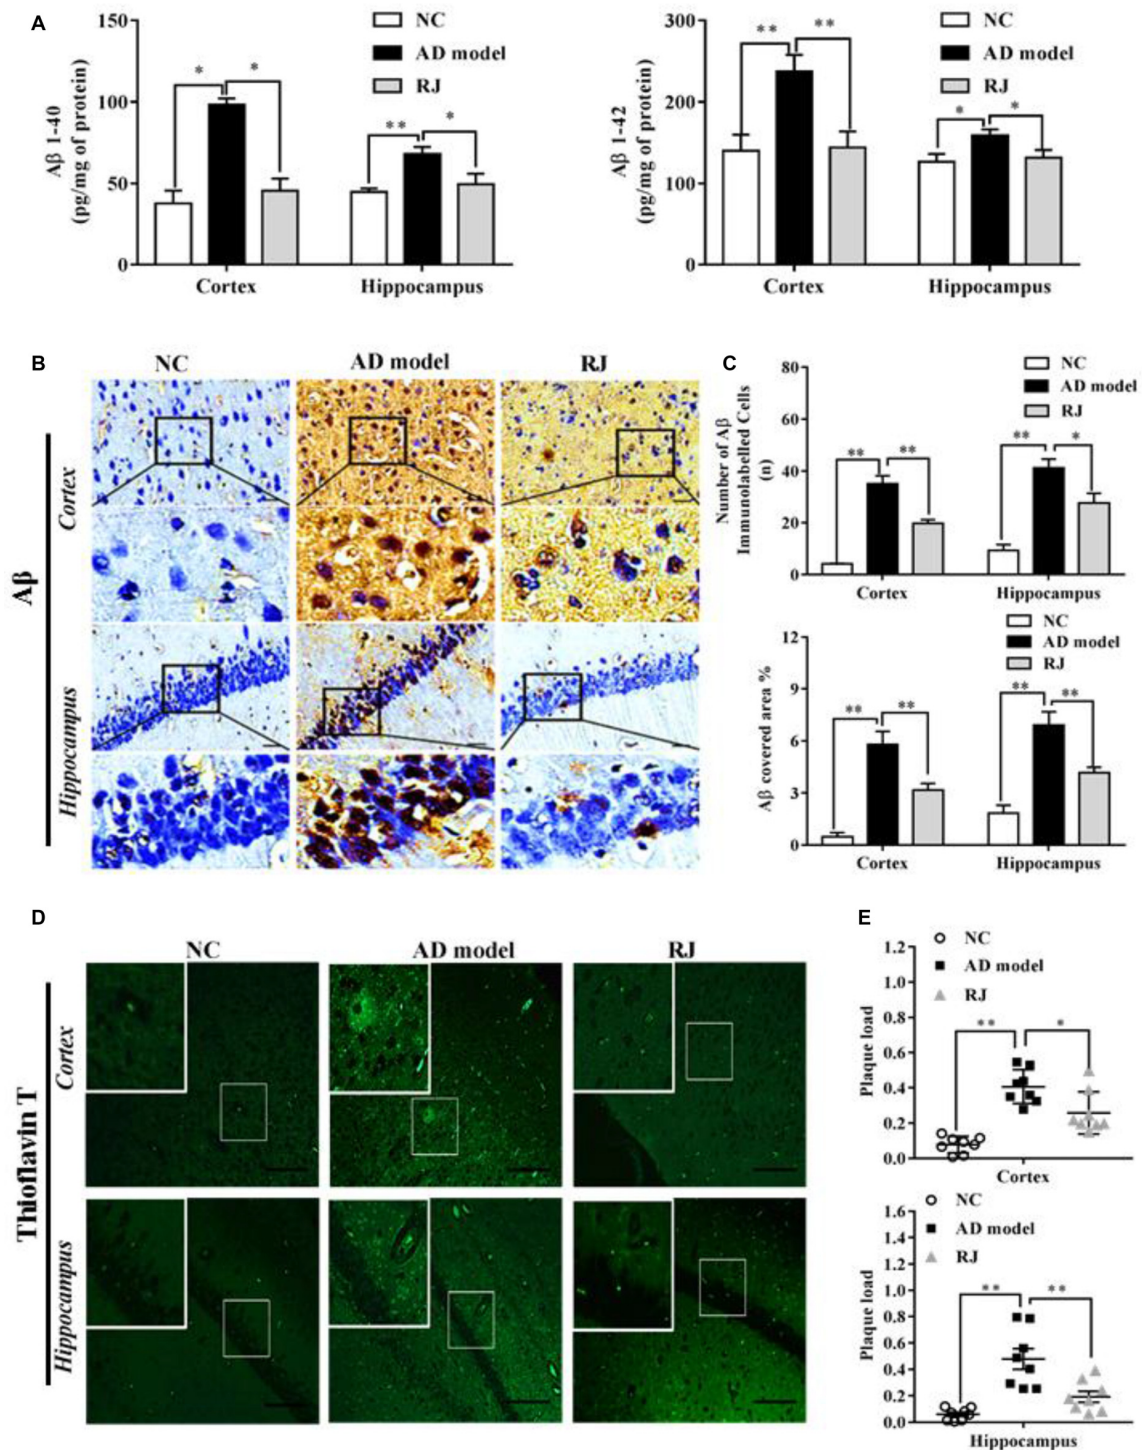 A
Aβ 1-40
(pg/mg of protein)
150
100
50
0
NC
AD model
RJ
*
*
**
*
Cortex
Hippocampus
Aβ 1-42
(pg/mg of protein)
300
200
100
0
NC
AD model
RJ
**
**
*
*
Cortex
Hippocampus
B
NC
AD model
RJ
Aβ
Cortex
Hippocampus
C
Number of Aβ
Immunolabelled Cells
(n)
80
60
40
20
0
NC
AD model
RJ
**
**
**
*
Cortex
Hippocampus
Aβ covered area %
12
9
6
3
0
NC
AD model
RJ
**
**
**
**
Cortex
Hippocampus
D
NC
AD model
RJ
Thioflavin T
Cortex
Hippocampus
E
Plaque load
1.2
1.0
0.8
0.6
0.4
0.2
0.0
NC
AD model
RJ
**
*
Cortex
Plaque load
1.6
1.4
1.2
1.0
0.8
0.6
0.4
0.2
0.0
NC
AD model
RJ
**
**
Hippocampus